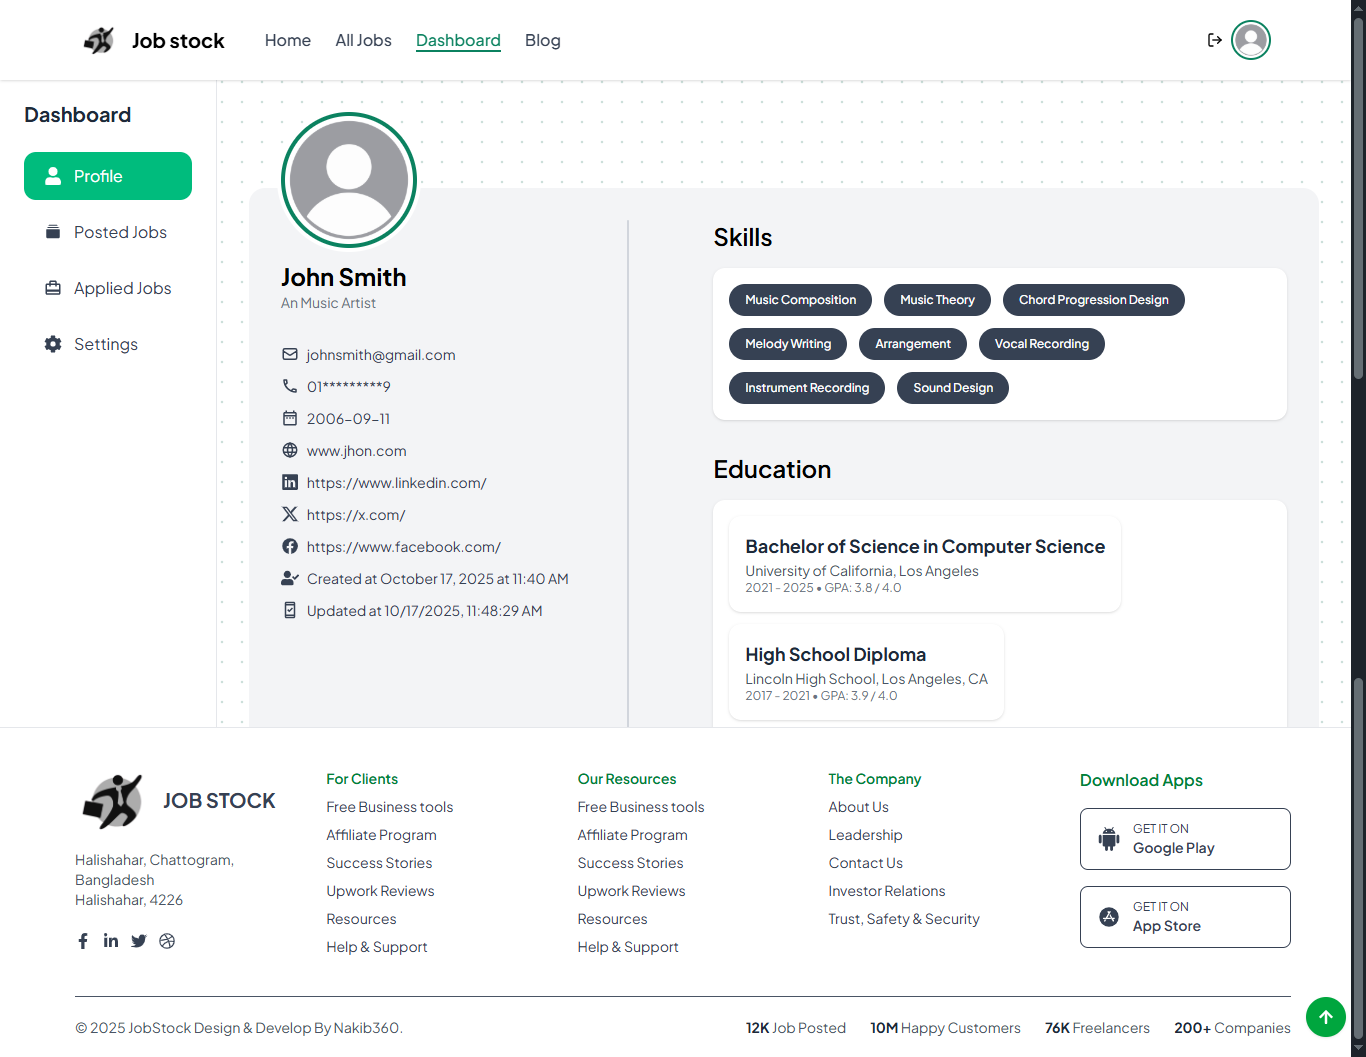 Job stock
Home
All Jobs
Dashboard
Blog
Dashboard
Profile
Posted Jobs
Applied Jobs
Settings
John Smith
An Music Artist
johnsmith@gmail.com
01*********9
2006-09-11
www.jhon.com
https://www.linkedin.com/
https://x.com/
https://www.facebook.com/
Created at October 17, 2025 at 11:40 AM
Updated at 10/17/2025, 11:48:29 AM
Skills
Music Composition
Music Theory
Chord Progression Design
Melody Writing
Arrangement
Vocal Recording
Instrument Recording
Sound Design
Education
Bachelor of Science in Computer Science
University of California, Los Angeles
2021 - 2025 • GPA: 3.8 / 4.0
High School Diploma
Lincoln High School, Los Angeles, CA
2017 - 2021 • GPA: 3.9 / 4.0
JOB STOCK
Halishahar, Chattogram,
Bangladesh
Halishahar, 4226
For Clients
Free Business tools
Affiliate Program
Success Stories
Upwork Reviews
Resources
Help & Support
Our Resources
Free Business tools
Affiliate Program
Success Stories
Upwork Reviews
Resources
Help & Support
The Company
About Us
Leadership
Contact Us
Investor Relations
Trust, Safety & Security
Download Apps
GET IT ON
Google Play
GET IT ON
App Store
© 2025 JobStock Design & Develop By Nakib360.
12K Job Posted
10M Happy Customers
76K Freelancers
200+ Companies